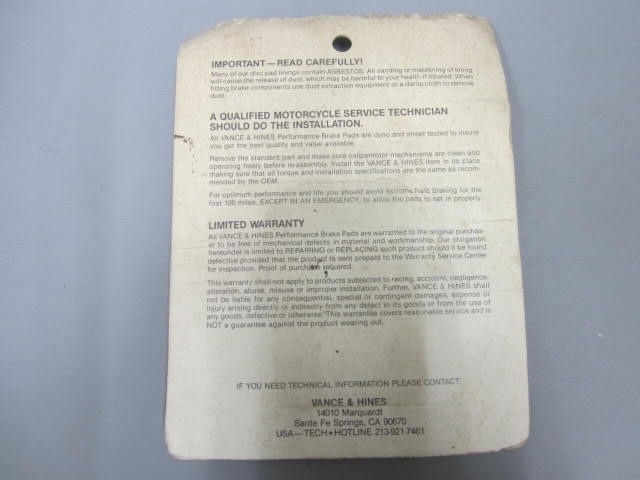 IMPORTANT—READ CAREFULLY!
Many of our disc pad linings contain ASBESTOS. All sanding or machining of lining
will cause the release of dust, which may be harmful to your health if inhaled. When
fitting brake components use dust extraction equipment or a damp cloth to remove
dust.
A QUALIFIED MOTORCYCLE SERVICE TECHNICIAN
SHOULD DO THE INSTALLATION.
All VANCE & HINES Performance Brake Pads are dyno and street tested to insure
you get the best quality and value available.
Remove the standard part and make sure caliper/motor mechanisms are clean and
operating freely before re-assembly. Install the VANCE & HINES item in its place
making sure that all torque and installation specifications are the same as recom-
mended by the OEM.
For optimum performance and life you should avoid extreme hard braking for the
first 100 miles, EXCEPT IN AN EMERGENCY, to allow the pads to set in properly.
LIMITED WARRANTY
All VANCE & HINES Performance Brake Pads are warranted to the original purchas-
er to be free of mechanical defects in material and workmanship. Our obligation
hereunder is limited to REPAIRING or REPLACING such product should it be found
defective provided that the product is sent prepaid to the Warranty Service Center
for inspection. Proof of purchase required.
This warranty shall not apply to products subjected to racing, accident, negligence,
alteration, abuse, misuse or improper installation. Further, VANCE & HINES shall
not be liable for any consequential, special or contingent damages, expense or
injury arising directly or indirectly from any defect in its goods or from the use of
any goods, defective or otherwise. This warrantee covers reasonable service and is
NOT a guarantee against the product wearing out.
IF YOU NEED TECHNICAL INFORMATION PLEASE CONTACT:
VANCE & HINES
14010 Marquardt
Sante Fe Springs, CA 90670
USA—TECH★HOTLINE 213-921-7461